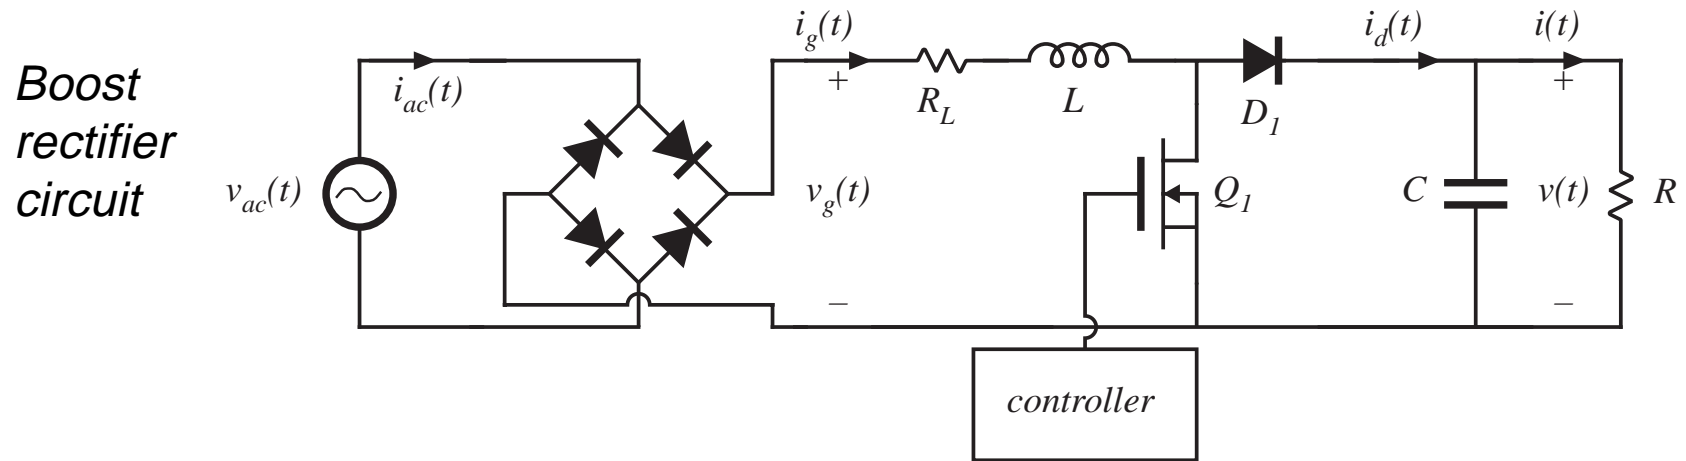 Boost
rectifier
circuit
i_ac(t)
v_ac(t)
i_g(t)
+
v_g(t)
–
R_L
L
D_1
Q_1
controller
i_d(t)
C
i(t)
+
v(t)
–
R